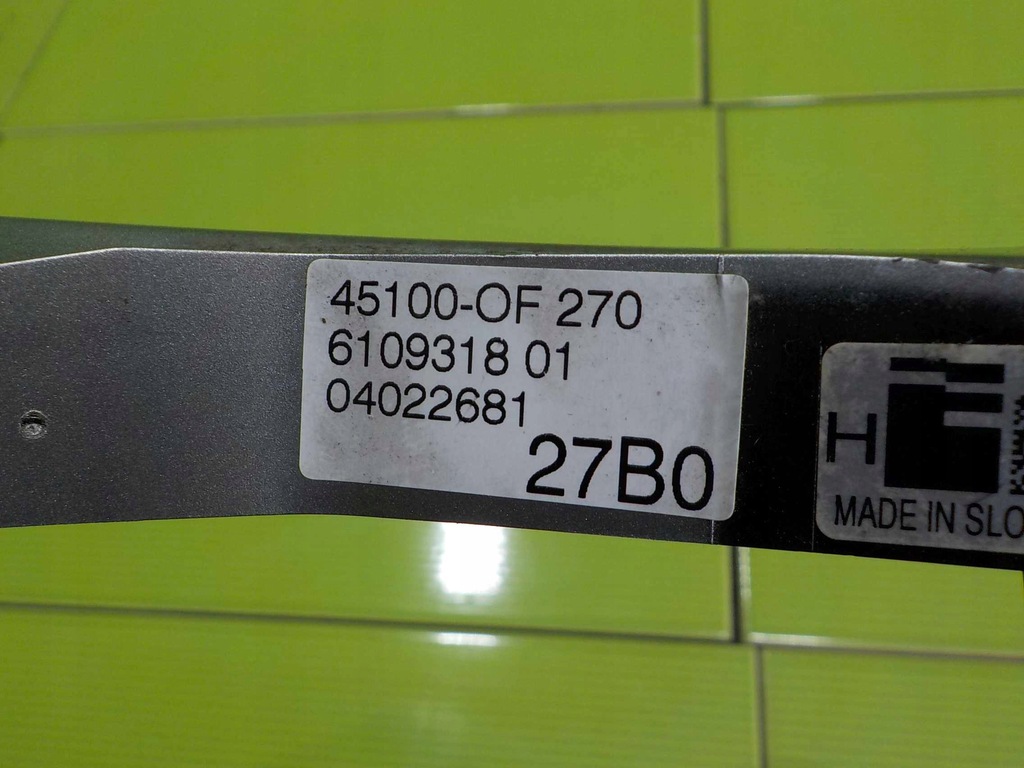 45100-OF 270
6109318 01
04022681
27B0
H
MADE IN SLO